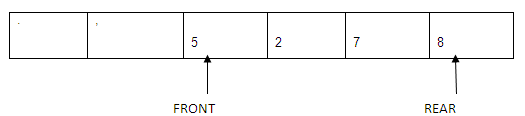 . , 5 2 7 8
FRONT REAR